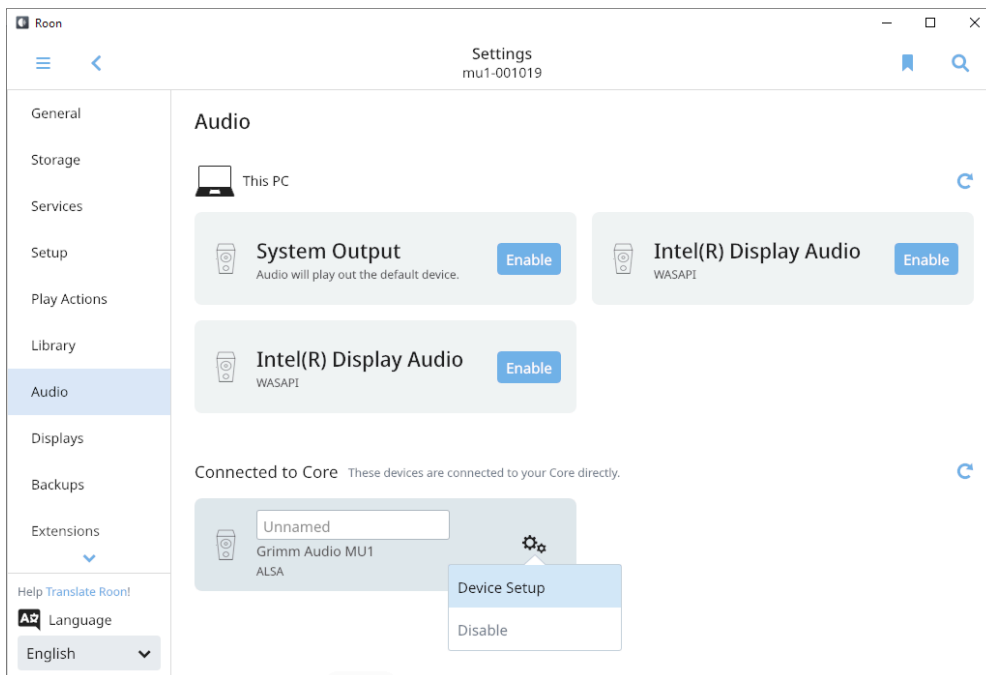 Roon
Settings
mu1-001019
General
Storage
Services
Setup
Play Actions
Library
Audio
Displays
Backups
Extensions
Help Translate Roon!
Language
English
Audio
This PC
System Output
Audio will play out the default device.
Enable
Intel(R) Display Audio
WASAPI
Enable
Intel(R) Display Audio
WASAPI
Enable
Connected to Core These devices are connected to your Core directly.
Unnamed
Grimm Audio MU1
ALSA
Device Setup
Disable